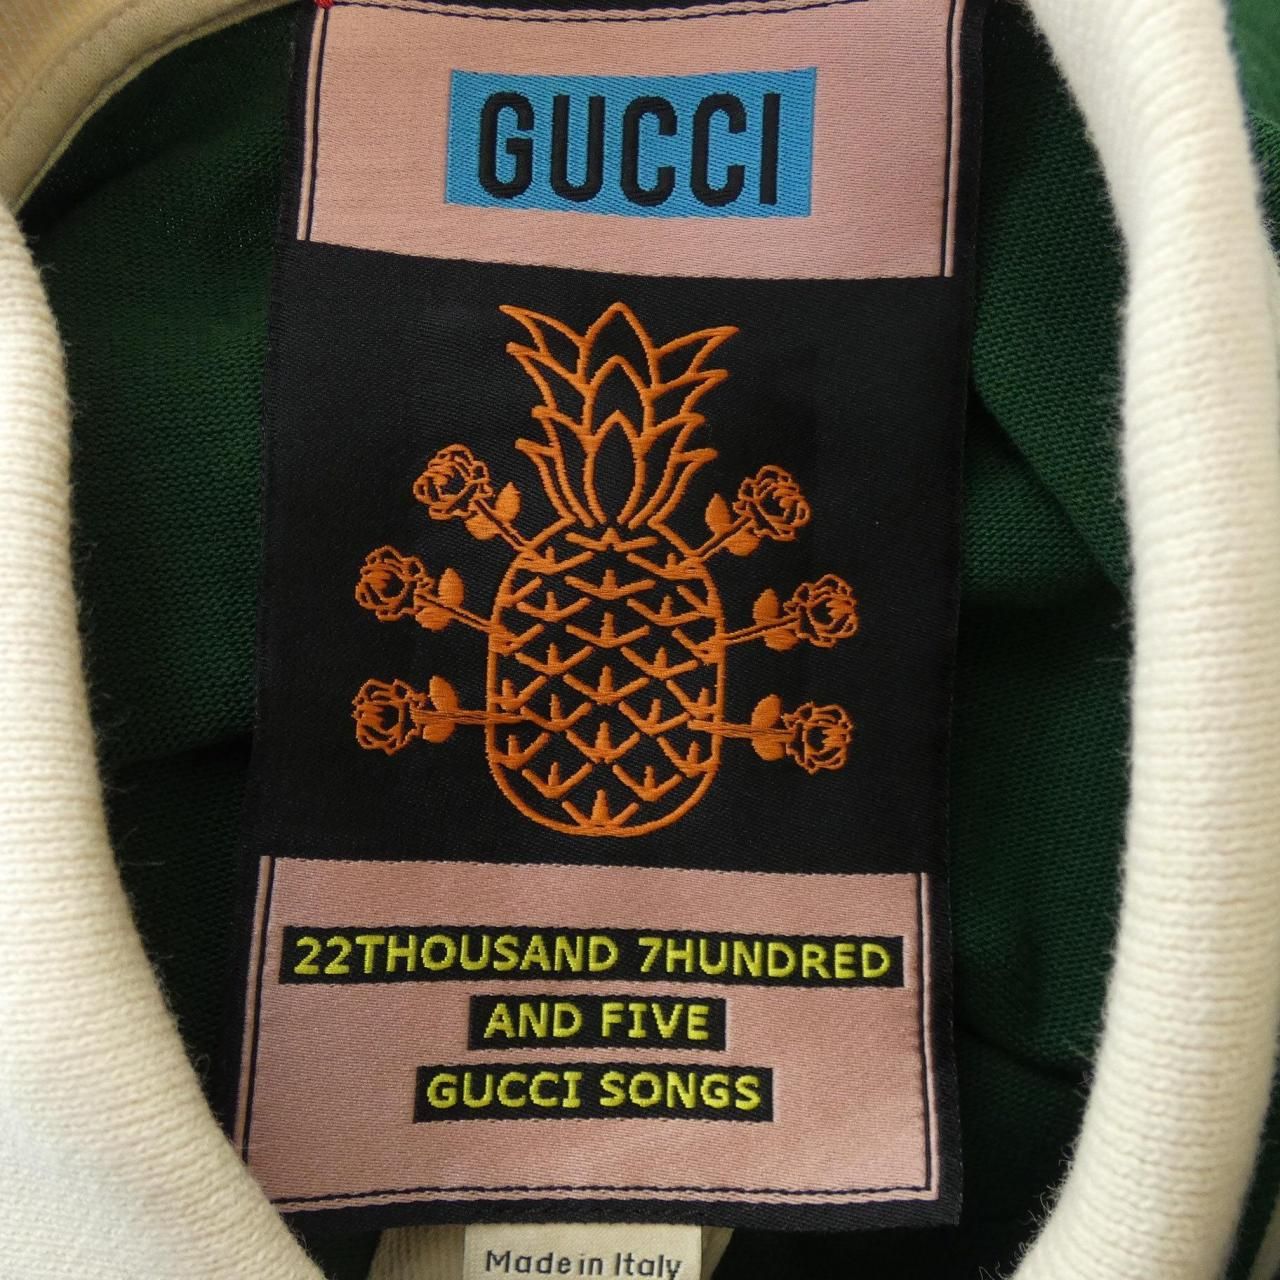 GUCCI
22THOUSAND 7HUNDRED
AND FIVE
GUCCI SONGS
Made in Italy